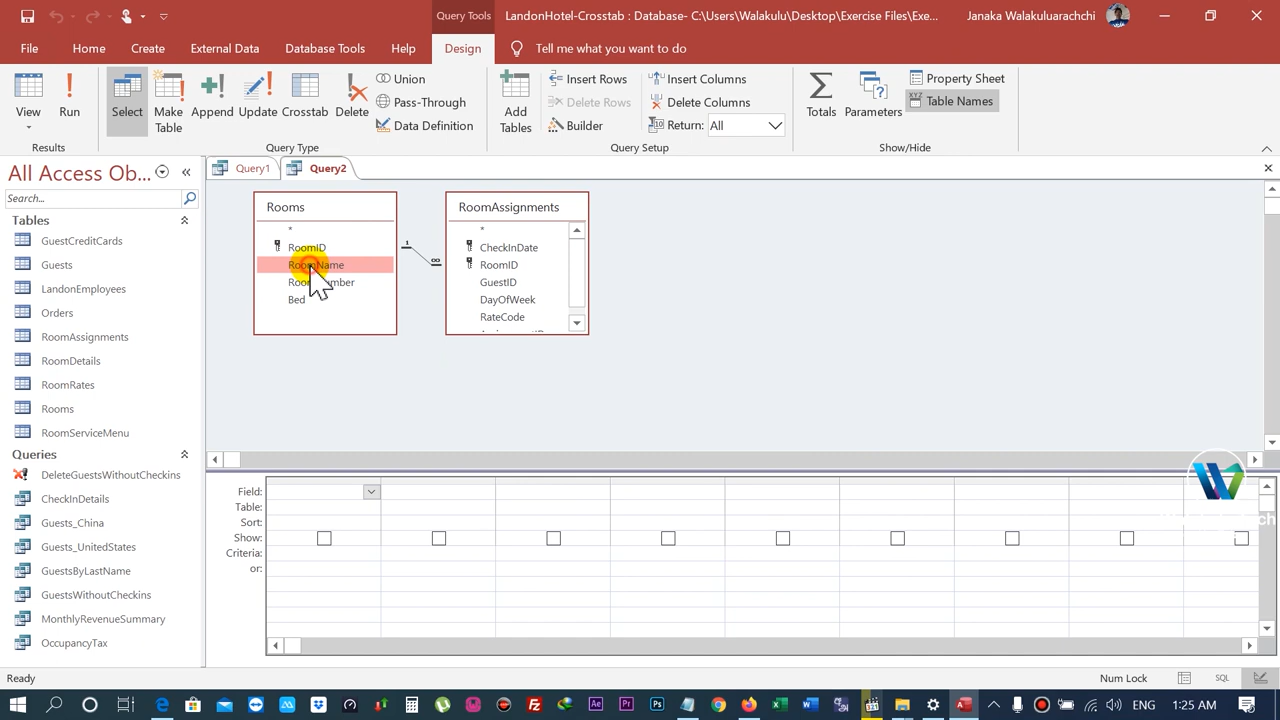 Query Tools
LandonHotel-Crosstab : Database- C:\Users\Walakulu\Desktop\Exercise Files\Exe...
Janaka Walakuluarachchi
File Home Create External Data Database Tools Help Design Tell me what you want to do
View
Run
Results
Select
Make
Table
Append
Update
Crosstab
Delete
Union
Pass-Through
Data Definition
Query Type
Add
Tables
Insert Rows
Delete Rows
Builder
Insert Columns
Delete Columns
Return: All
Query Setup
Totals
Parameters
Property Sheet
XYZ Table Names
Show/Hide
All Access Ob...
Search...
Tables
GuestCreditCards
Guests
LandonEmployees
Orders
RoomAssignments
RoomDetails
RoomRates
Rooms
RoomServiceMenu
Queries
DeleteGuestsWithoutCheckins
CheckInDetails
Guests_China
Guests_UnitedStates
GuestsByLastName
GuestsWithoutCheckins
MonthlyRevenueSummary
OccupancyTax
Query1 Query2
Rooms
*
RoomID
RoomName
Bed
1
∞
RoomAssignments
*
CheckInDate
RoomID
GuestID
DayOfWeek
RateCode
Field:
Table:
Sort:
Show:
Criteria:
or:
Ready
Num Lock
SQL
ENG
1:25 AM